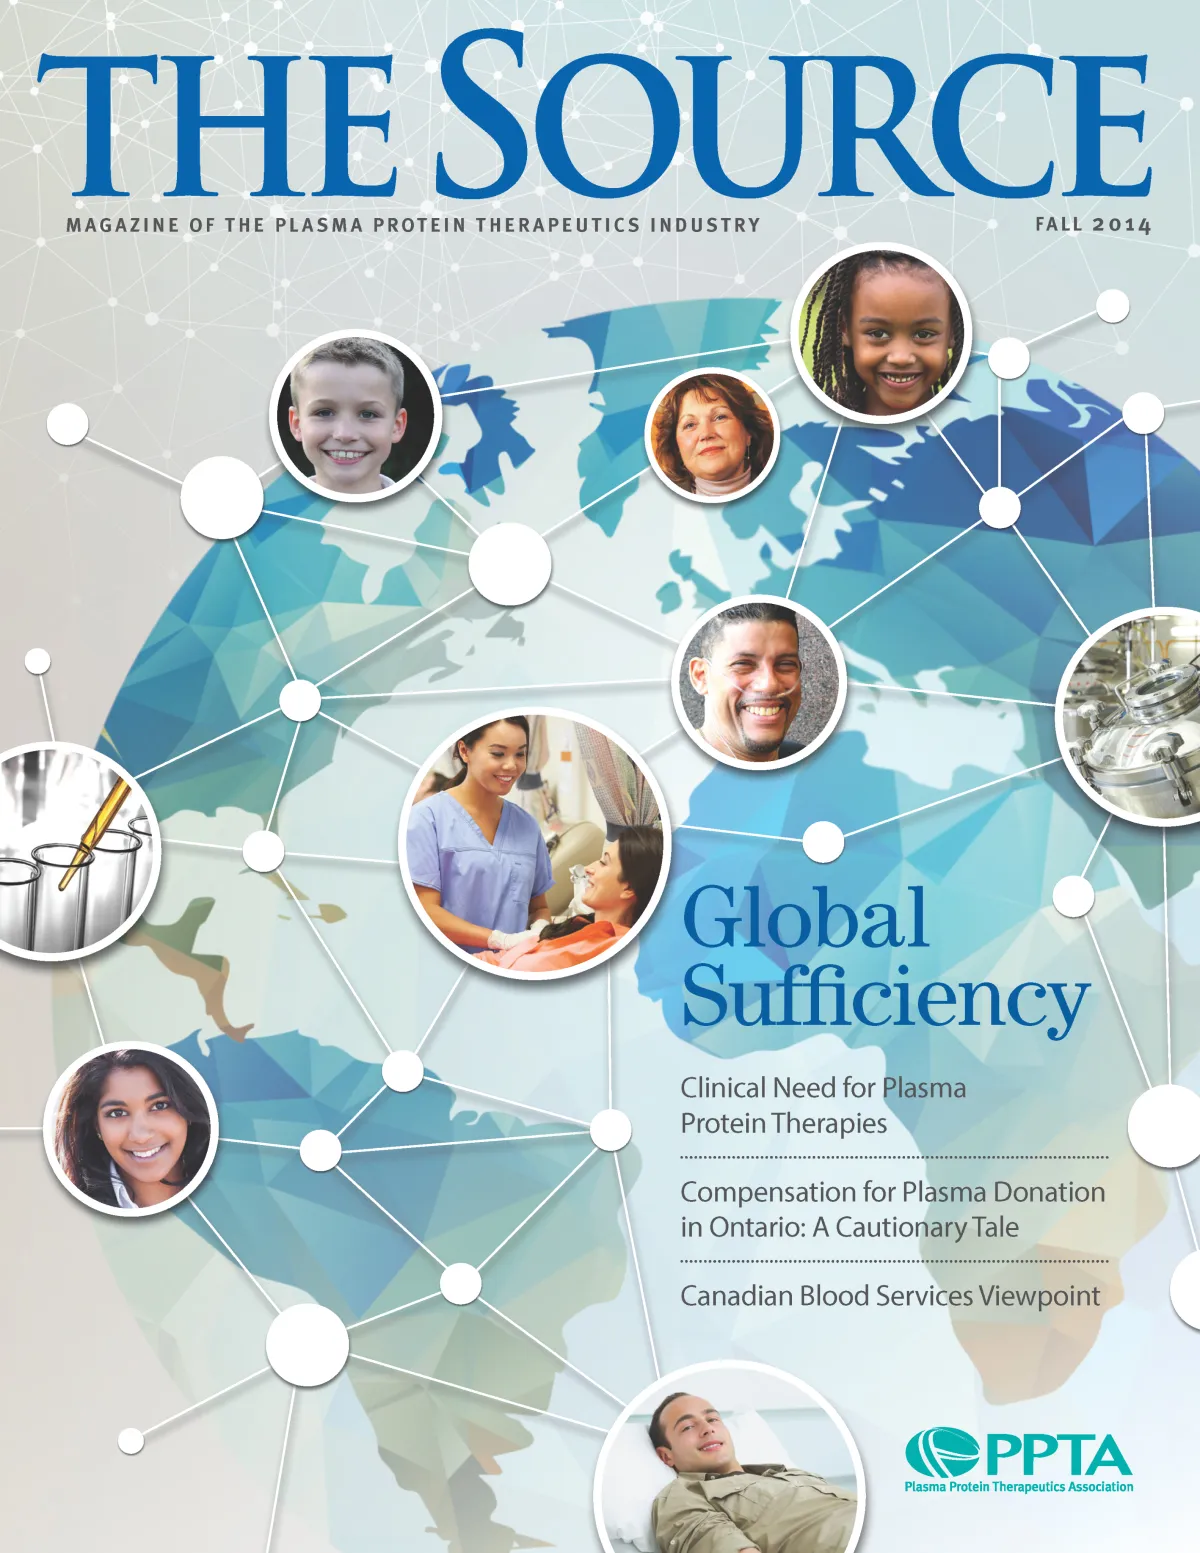 THE SOURCE
MAGAZINE OF THE PLASMA PROTEIN THERAPEUTICS INDUSTRY
FALL 2014
Global
Sufficiency
Clinical Need for Plasma
Protein Therapies
Compensation for Plasma Donation
in Ontario: A Cautionary Tale
Canadian Blood Services Viewpoint
PPTA
Plasma Protein Therapeutics Association